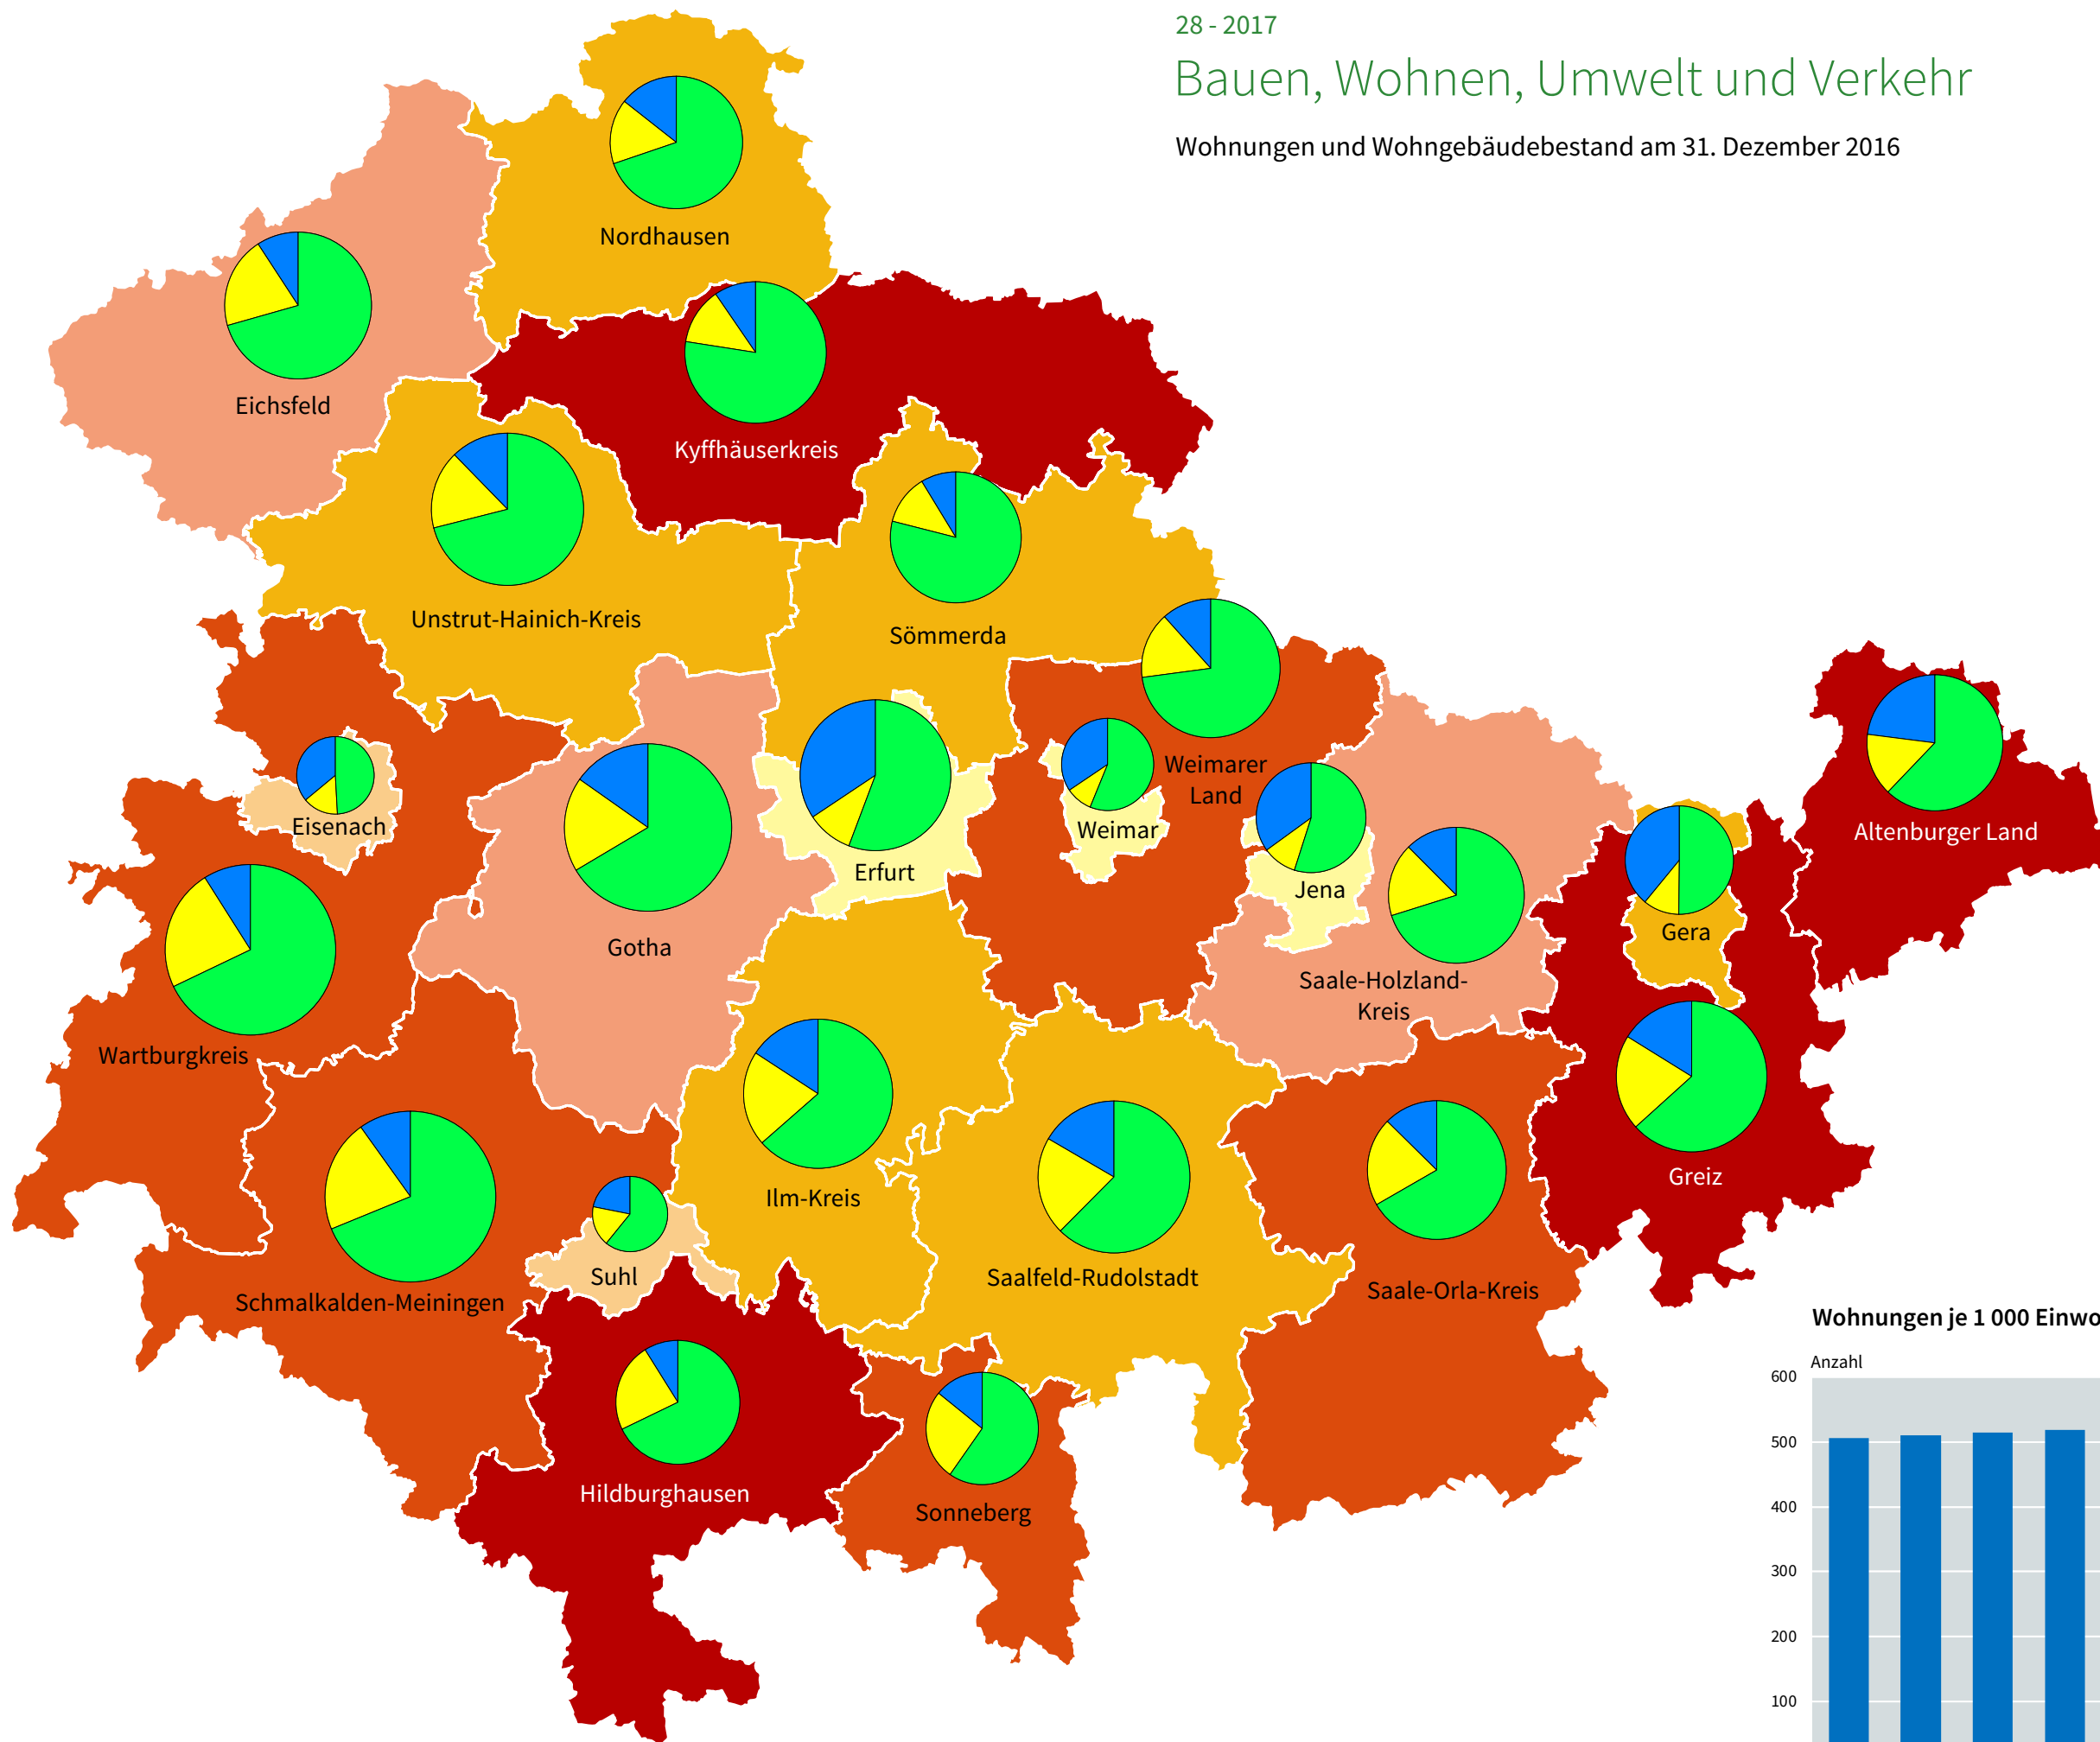 28 - 2017
Bauen, Wohnen, Umwelt und Verkehr
Wohnungen und Wohngebäudebestand am 31. Dezember 2016
Nordhausen
Eichsfeld
Kyffhäuserkreis
Unstrut-Hainich-Kreis
Sömmerda
Weimarer
Land
Eisenach
Weimar
Altenburger Land
Erfurt
Jena
Gotha
Gera
Saale-Holzland-
Kreis
Wartburgkreis
Greiz
Ilm-Kreis
Suhl
Saalfeld-Rudolstadt
Saale-Orla-Kreis
Schmalkalden-Meiningen
Hildburghausen
Sonneberg
Wohnungen je 1 000 Einwo
Anzahl
600
500
400
300
200
100